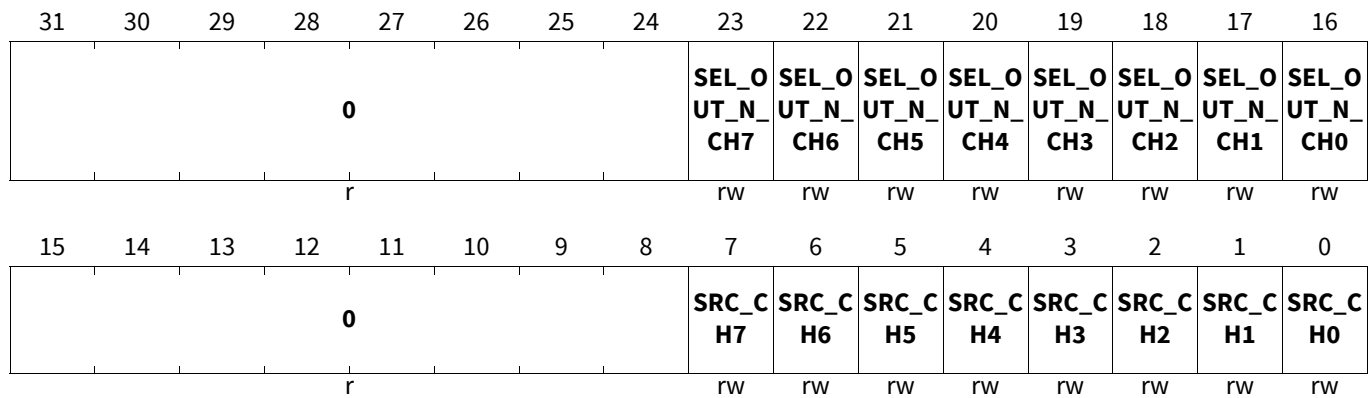 31 30 29 28 27 26 25 24 23 22 21 20 19 18 17 16
0
SEL_O SEL_O SEL_O SEL_O SEL_O SEL_O SEL_O SEL_O
UT_N_ UT_N_ UT_N_ UT_N_ UT_N_ UT_N_ UT_N_ UT_N_
CH7 CH6 CH5 CH4 CH3 CH2 CH1 CH0
r rw rw rw rw rw rw rw rw
15 14 13 12 11 10 9 8 7 6 5 4 3 2 1 0
0
SRC_C SRC_C SRC_C SRC_C SRC_C SRC_C SRC_C SRC_C
H7 H6 H5 H4 H3 H2 H1 H0
r rw rw rw rw rw rw rw rw